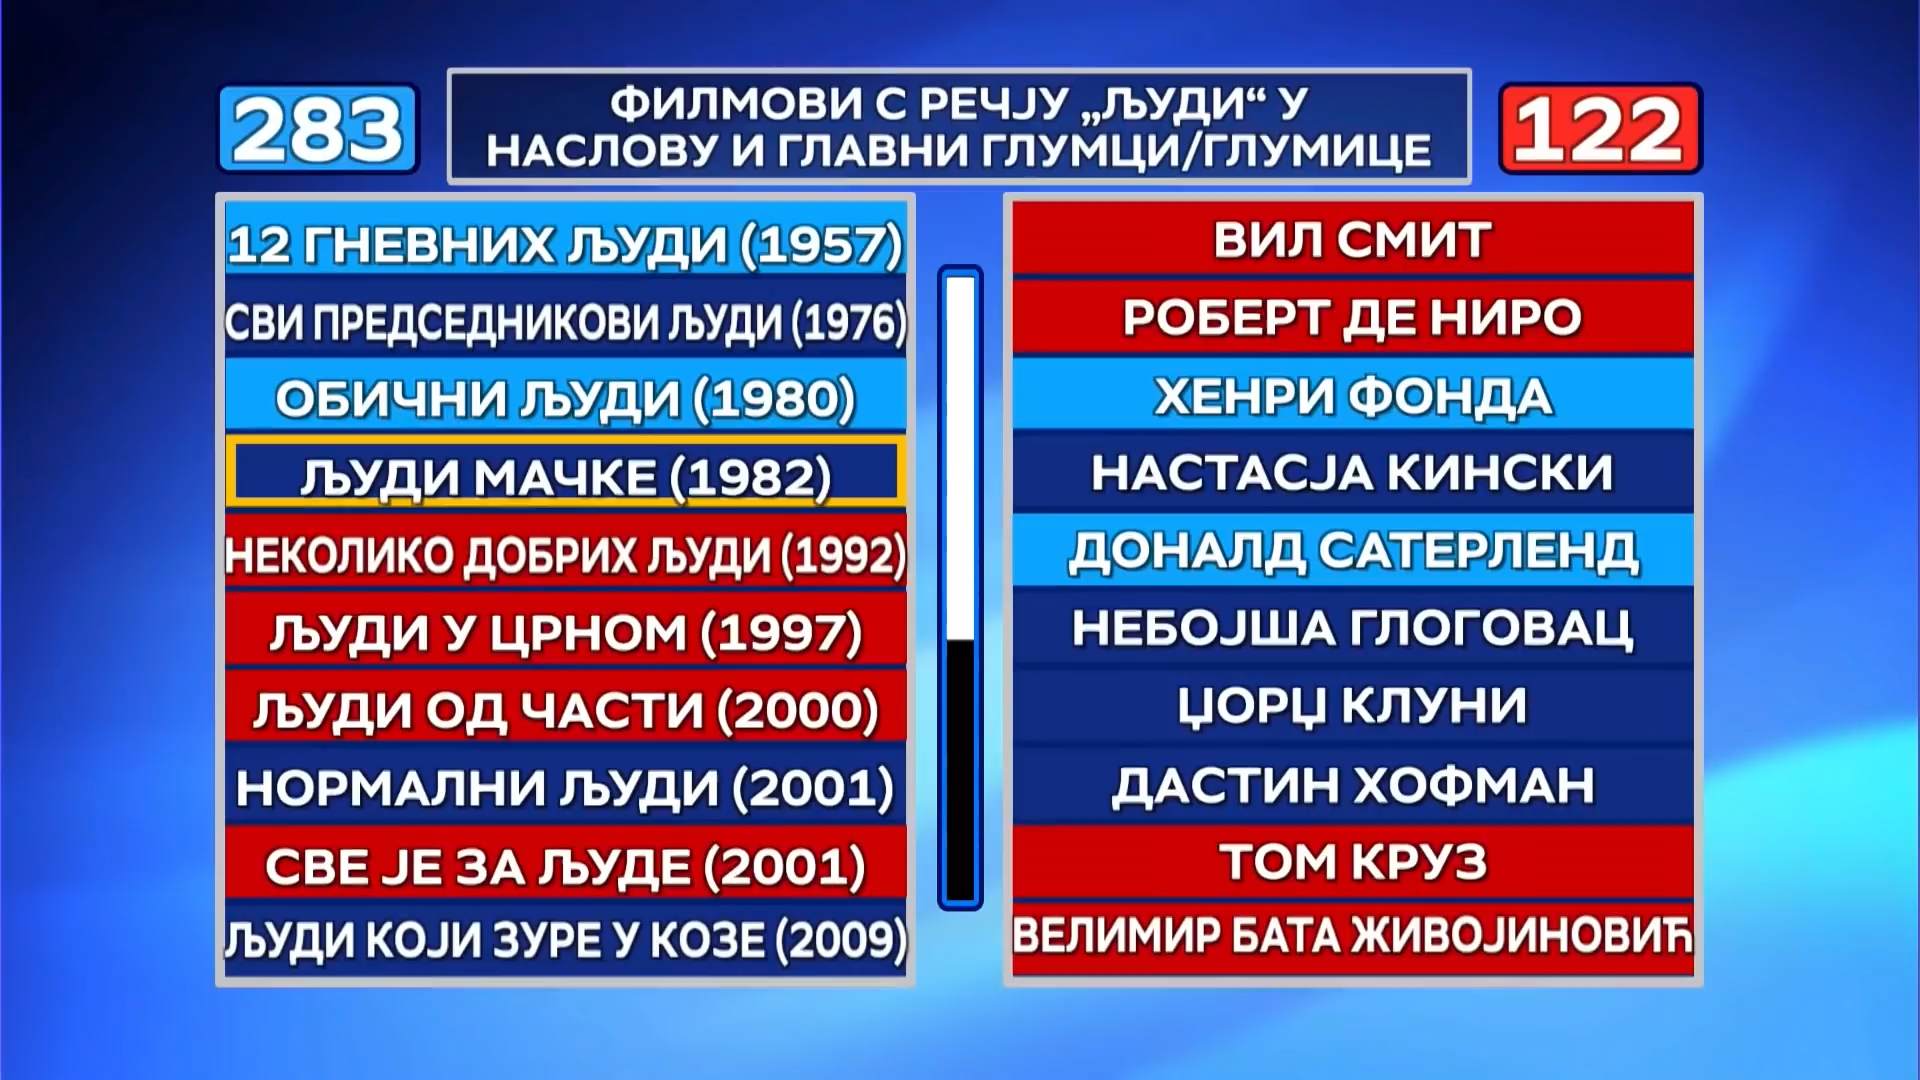 283
ФИЛМОВИ С РЕЧЈУ „ЉУДИ“ У
НАСЛОВУ И ГЛАВНИ ГЛУМЦИ/ГЛУМИЦЕ
122
12 ГНЕВНИХ ЉУДИ (1957)
СВИ ПРЕДСЕДНИКОВИ ЉУДИ (1976)
ОБИЧНИ ЉУДИ (1980)
ЉУДИ МАЧКЕ (1982)
НЕКОЛИКО ДОБРИХ ЉУДИ (1992)
ЉУДИ У ЦРНОМ (1997)
ЉУДИ ОД ЧАСТИ (2000)
НОРМАЛНИ ЉУДИ (2001)
СВЕ ЈЕ ЗА ЉУДЕ (2001)
ЉУДИ КОЈИ ЗУРЕ У КОЗЕ (2009)
ВИЛ СМИТ
РОБЕРТ ДЕ НИРО
ХЕНРИ ФОНДА
НАСТАСЈА КИНСКИ
ДОНАЛД САТЕРЛЕНД
НЕБОЈША ГЛОГОВАЦ
ЏОРЏ КЛУНИ
ДАСТИН ХОФМАН
ТОМ КРУЗ
ВЕЛИМИР БАТА ЖИВОЈИНОВИЋ